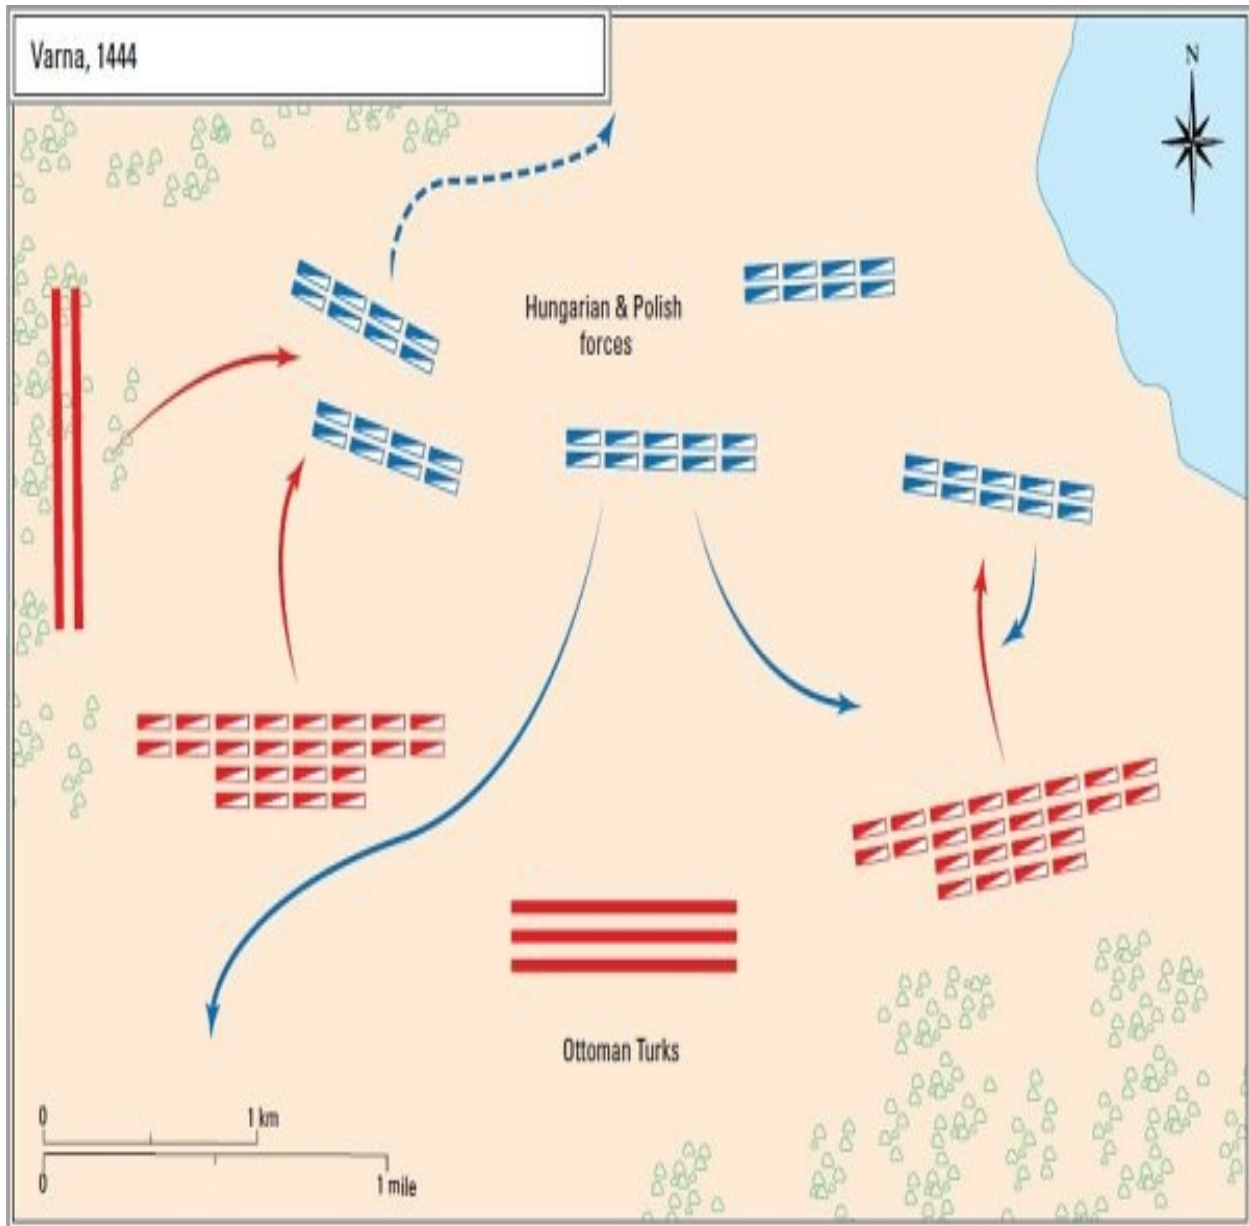 Varna, 1444
N
Hungarian & Polish
forces
Ottoman Turks
0
1 km
0
1 mile